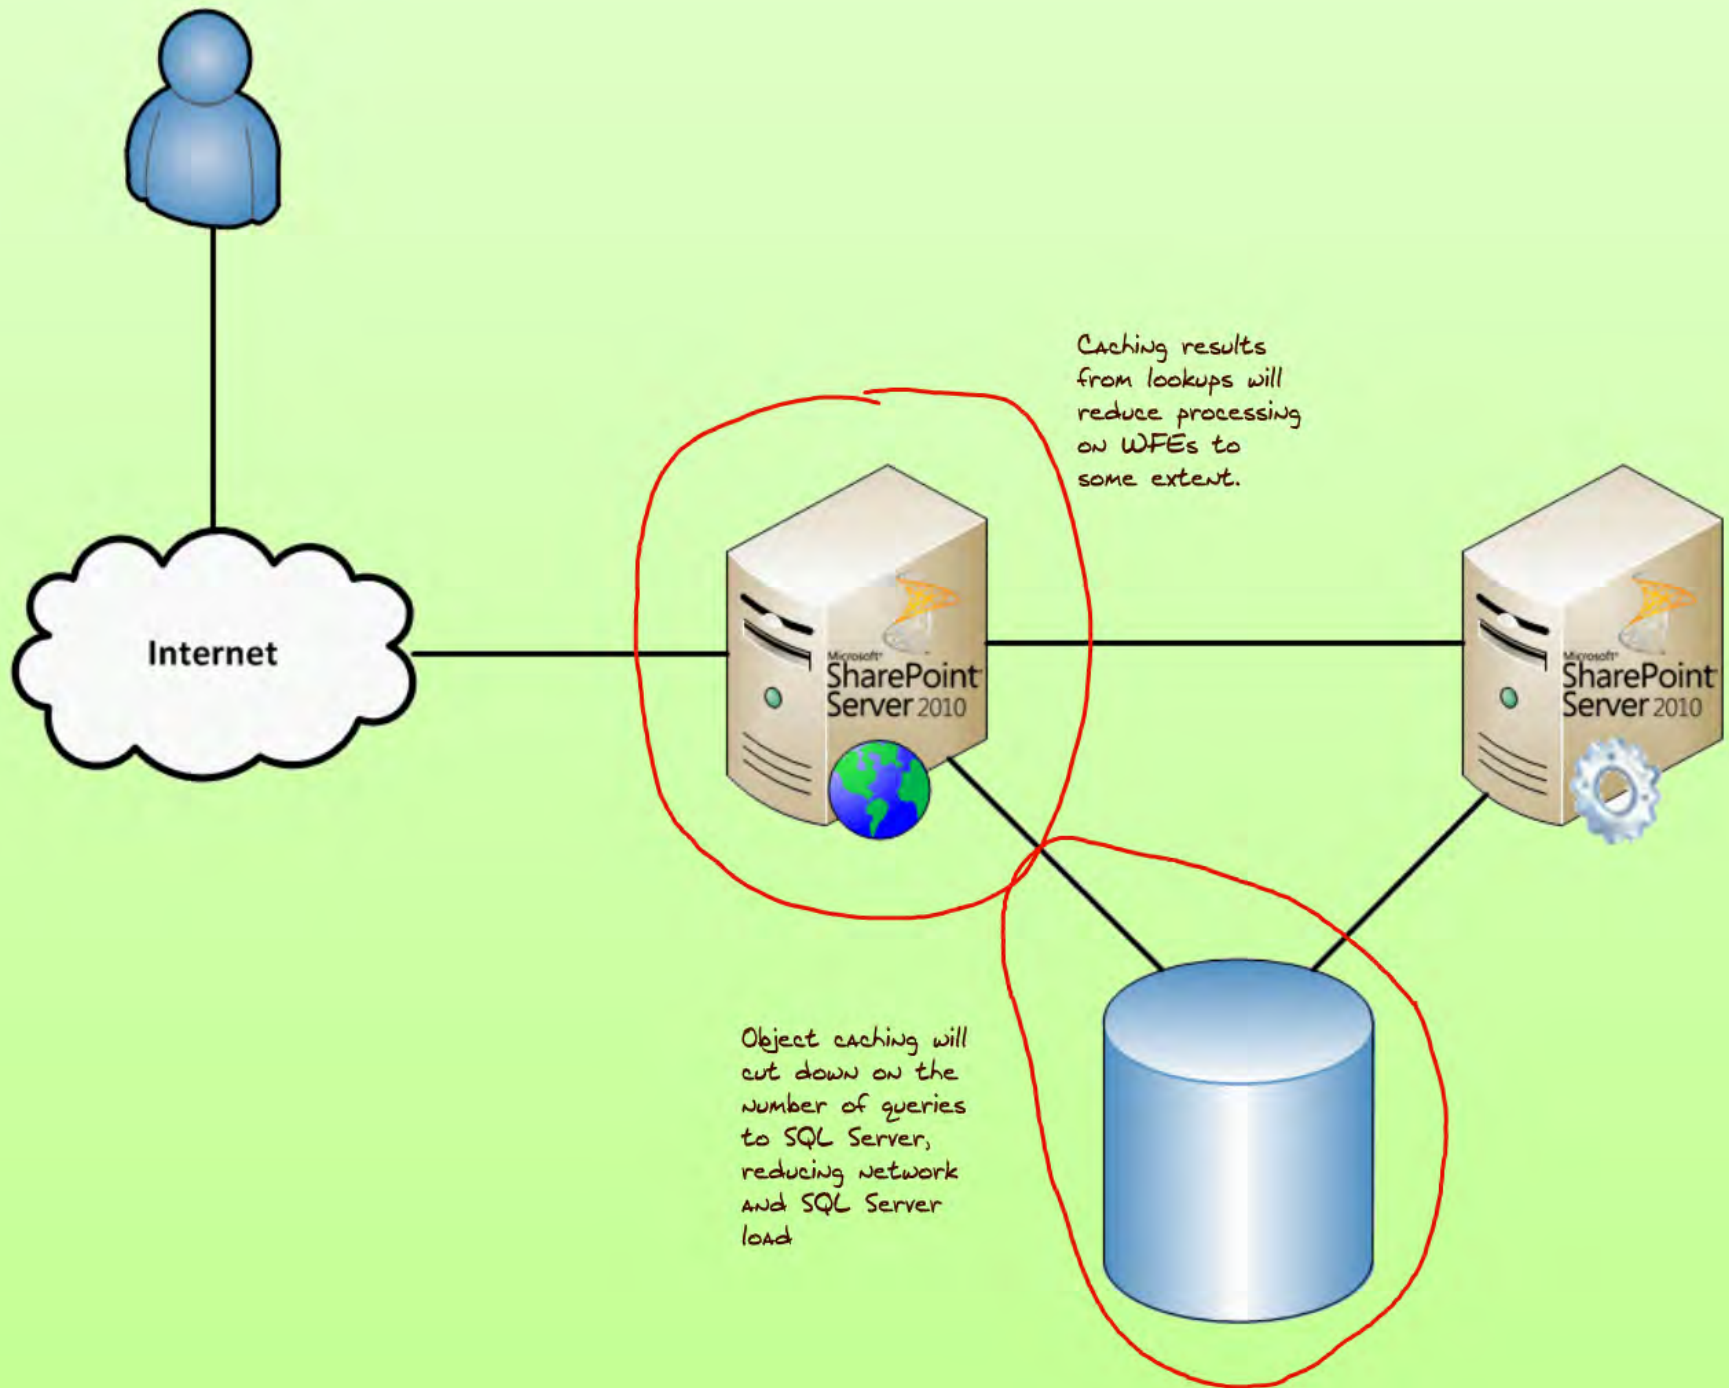 Caching results
from lookups will
reduce processing
on WFEs to
some extent.
Internet
Microsoft
SharePoint
Server 2010
Microsoft
SharePoint
Server 2010
Object caching will
cut down on the
number of queries
to SQL Server,
reducing network
and SQL Server
load